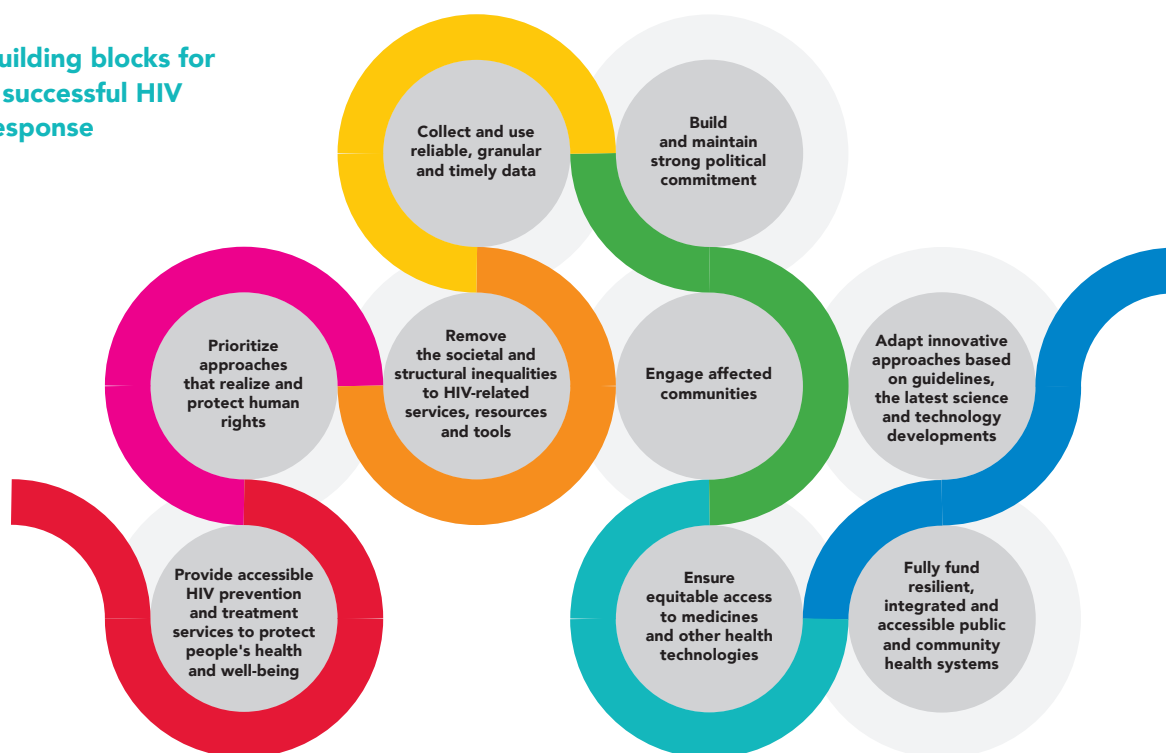 uilding blocks for
successful HIV
esponse
Collect and use
reliable, granular
and timely data
Build
and maintain
strong political
commitment
Prioritize
approaches
that realize and
protect human
rights
Remove
the societal and
structural inequalities
to HIV-related
services, resources
and tools
Engage affected
communities
Adapt innovative
approaches based
on guidelines,
the latest science
and technology
developments
Provide accessible
HIV prevention
and treatment
services to protect
people's health
and well-being
Ensure
equitable access
to medicines
and other health
technologies
Fully fund
resilient,
integrated and
accessible public
and community
health systems